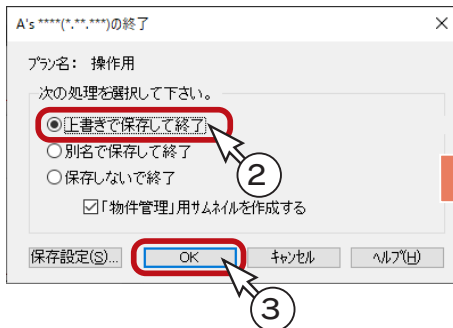 A's ****(*.**.***)の終了
プラン名： 操作用
次の処理を選択して下さい。
上書きで保存して終了
②
別名で保存して終了
保存しないで終了
「物件管理」用サムネイルを作成する
保存設定(S)... OK キャンセル ヘルプ(H)
③